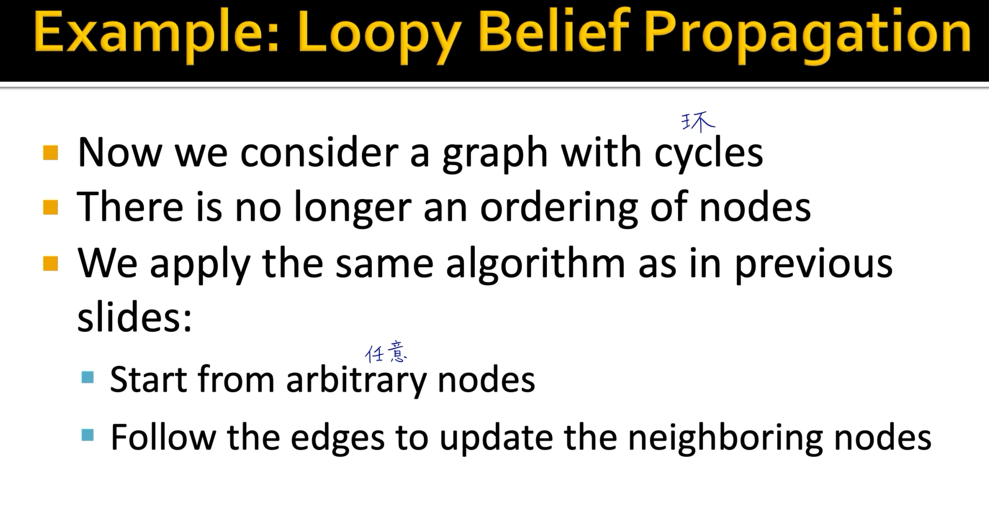 Example: Loopy Belief Propagation
环
Now we consider a graph with cycles
There is no longer an ordering of nodes
We apply the same algorithm as in previous
slides:
任意
Start from arbitrary nodes
Follow the edges to update the neighboring nodes